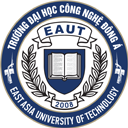 TRƯỜNG ĐẠI HỌC CÔNG NGHỆ ĐÔNG Á
EAUT
2008
EAST ASIA UNIVERSITY OF TECHNOLOGY